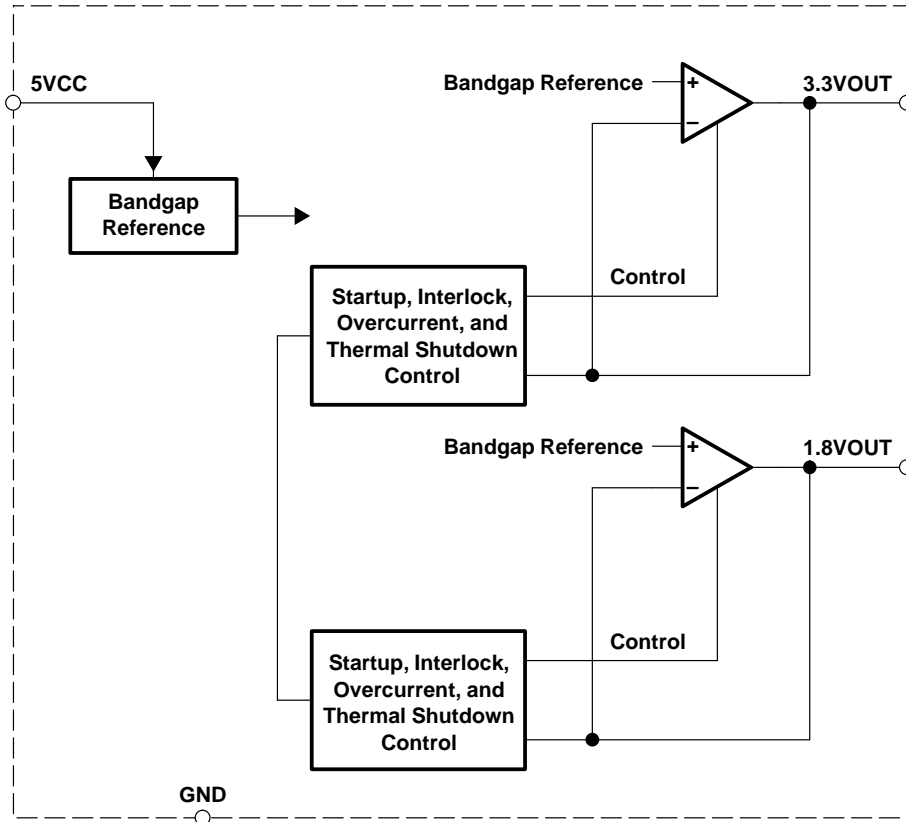 5VCC
Bandgap
Reference
Bandgap Reference
+
−
3.3VOUT
Control
Startup, Interlock,
Overcurrent, and
Thermal Shutdown
Control
Bandgap Reference
+
−
1.8VOUT
Control
Startup, Interlock,
Overcurrent, and
Thermal Shutdown
Control
GND